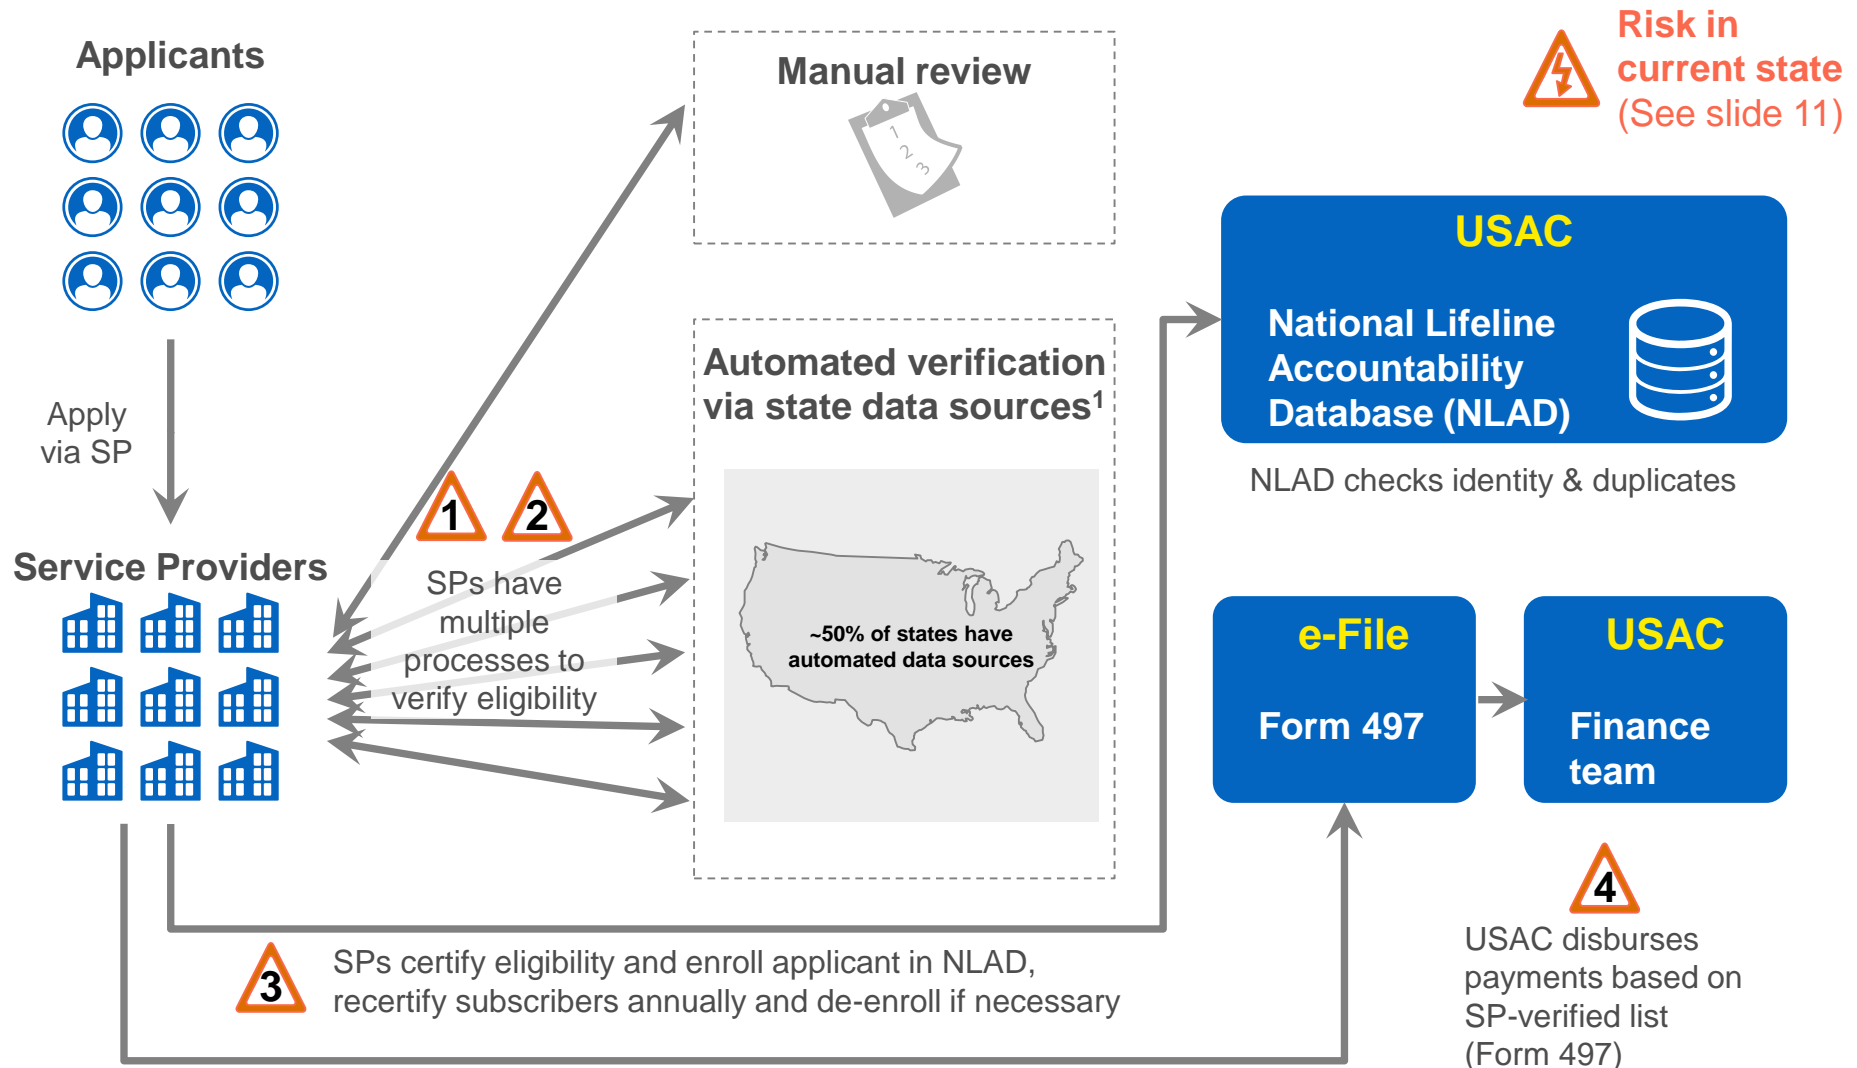 Applicants
Apply
via SP
Service Providers
Manual review
1
2
3
Automated verification
via state data sources¹
~50% of states have
automated data sources
1
2
SPs have
multiple
processes to
verify eligibility
Risk in
current state
(See slide 11)
USAC
National Lifeline
Accountability
Database (NLAD)
NLAD checks identity & duplicates
e-File
Form 497
USAC
Finance
team
3
SPs certify eligibility and enroll applicant in NLAD,
recertify subscribers annually and de-enroll if necessary
4
USAC disburses
payments based on
SP-verified list
(Form 497)